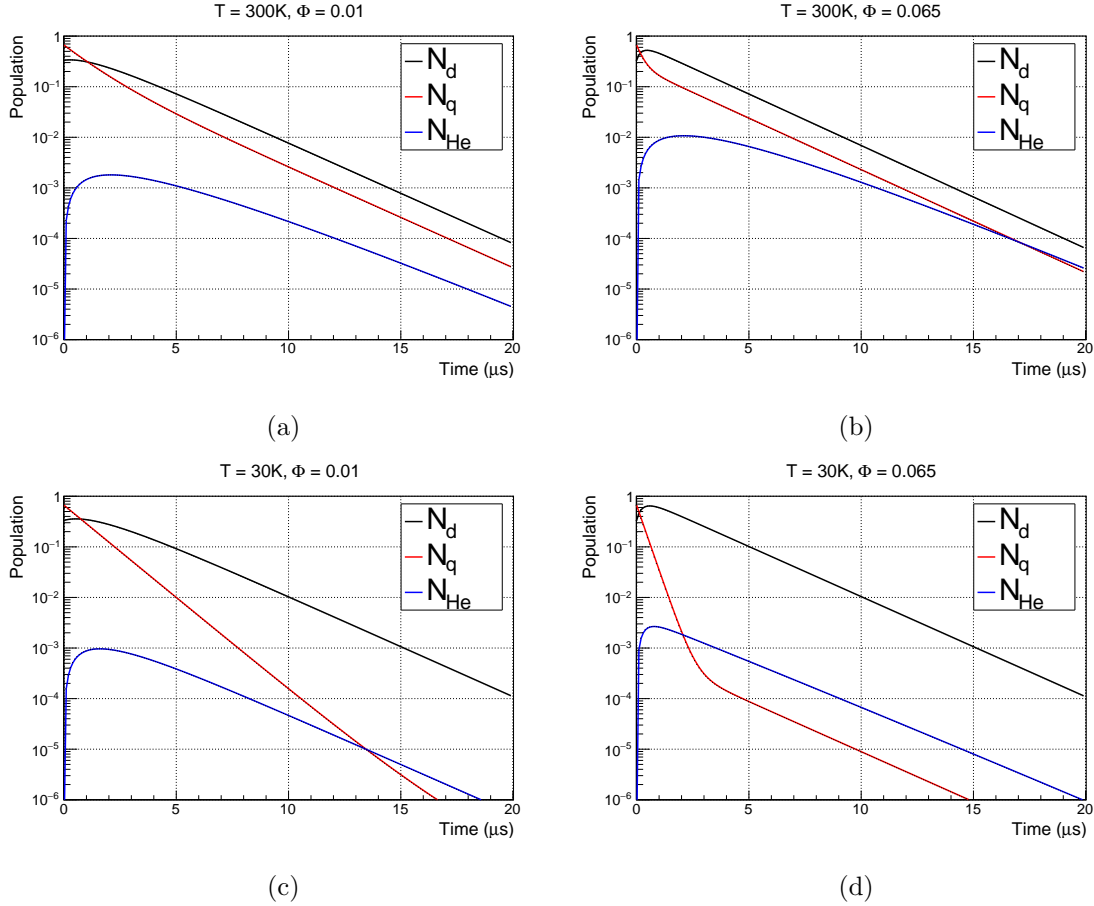 T = 300K, Φ = 0.01
Population
1
10⁻¹
10⁻²
10⁻³
10⁻⁴
10⁻⁵
10⁻⁶
N_d
N_q
N_He
0 5 10 15 20
Time (μs)
(a)
T = 300K, Φ = 0.065
Population
1
10⁻¹
10⁻²
10⁻³
10⁻⁴
10⁻⁵
10⁻⁶
N_d
N_q
N_He
0 5 10 15 20
Time (μs)
(b)
T = 30K, Φ = 0.01
Population
1
10⁻¹
10⁻²
10⁻³
10⁻⁴
10⁻⁵
10⁻⁶
N_d
N_q
N_He
0 5 10 15 20
Time (μs)
(c)
T = 30K, Φ = 0.065
Population
1
10⁻¹
10⁻²
10⁻³
10⁻⁴
10⁻⁵
10⁻⁶
N_d
N_q
N_He
0 5 10 15 20
Time (μs)
(d)